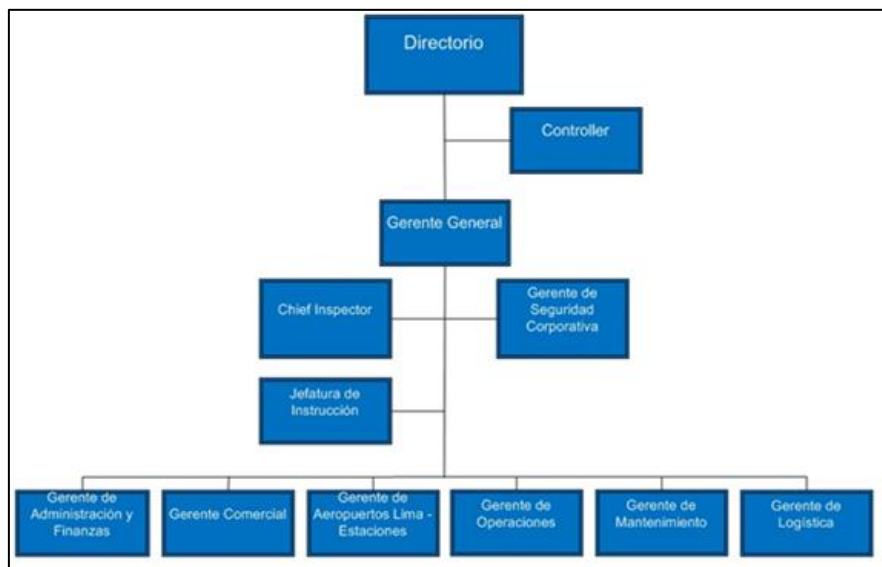 Directorio
Controller
Gerente General
Chief Inspector
Gerente de
Seguridad
Corporativa
Jefatura de
Instrucción
Gerente de
Administración y
Finanzas
Gerente Comercial
Gerente de
Aeropuertos Lima -
Estaciones
Gerente de
Operaciones
Gerente de
Mantenimiento
Gerente de
Logística